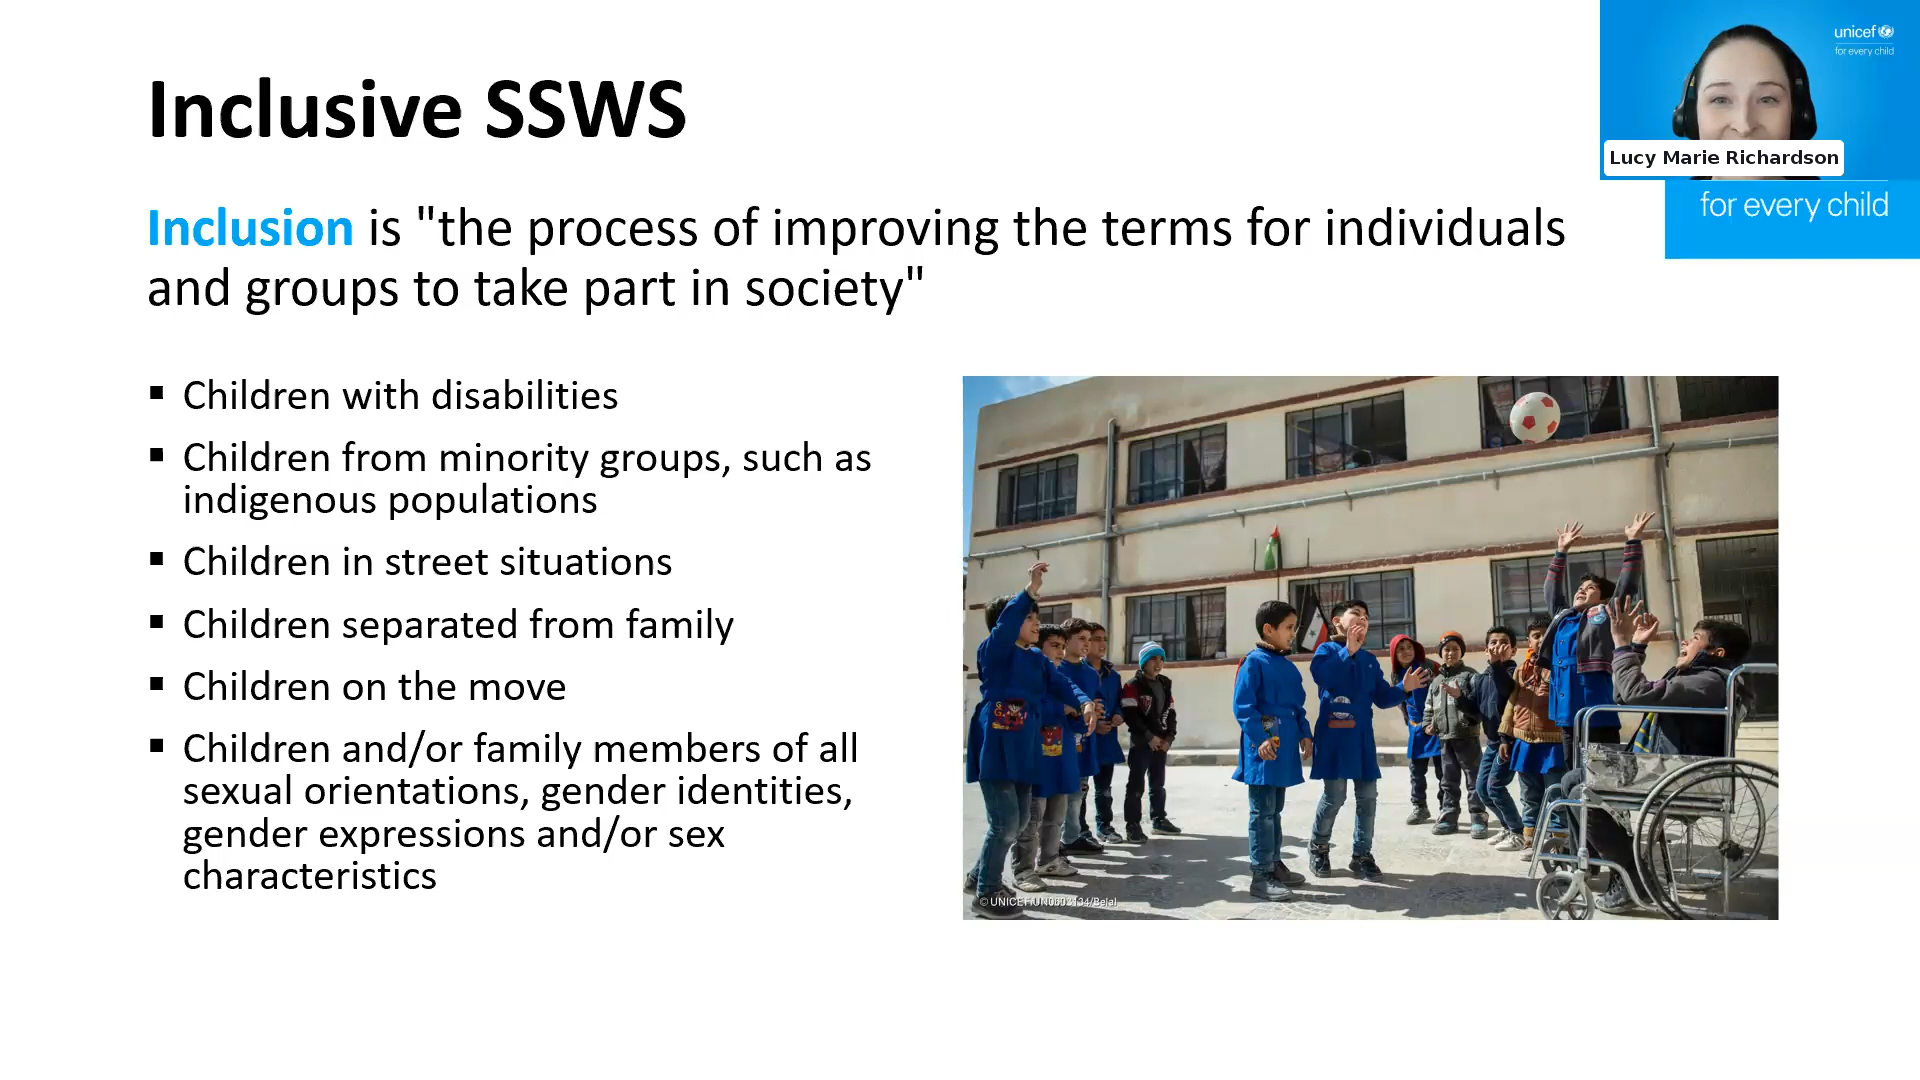 Inclusive SSWS
unicef
for every child
Lucy Marie Richardson
for every child
Inclusion is "the process of improving the terms for individuals
and groups to take part in society"
▪ Children with disabilities
▪ Children from minority groups, such as
indigenous populations
▪ Children in street situations
▪ Children separated from family
▪ Children on the move
▪ Children and/or family members of all
sexual orientations, gender identities,
gender expressions and/or sex
characteristics
© UNICEF/UN0603134/Belal